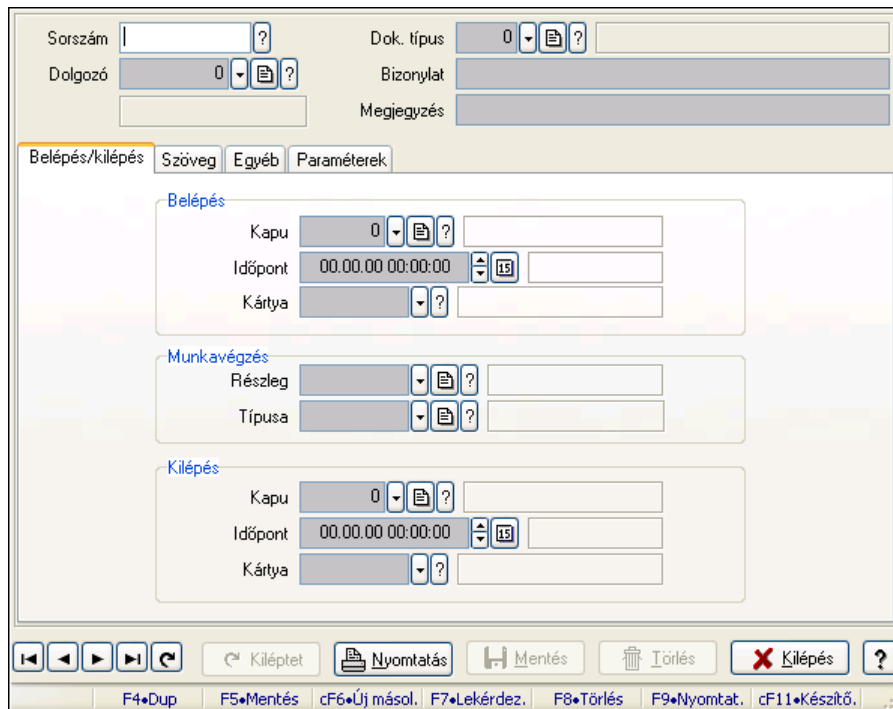 Sorszám ? Dok. típus 0 ?
Dolgozó 0 ? Bizonylat
Megjegyzés
Belépés/kilépés Szöveg Egyéb Paraméterek
Belépés
Kapu 0 ?
Időpont 00.00.00 00:00:00 15
Kártya ?
Munkavégzés
Részleg ?
Típusa ?
Kilépés
Kapu 0 ?
Időpont 00.00.00 00:00:00 15
Kártya ?
Kiléptet Nyomtatás Mentés Törlés Kilépés ?
F4•Dup F5•Mentés cF6•Új másol. F7•Lekérdez. F8•Törlés F9•Nyomtat. cF11•Készítő.